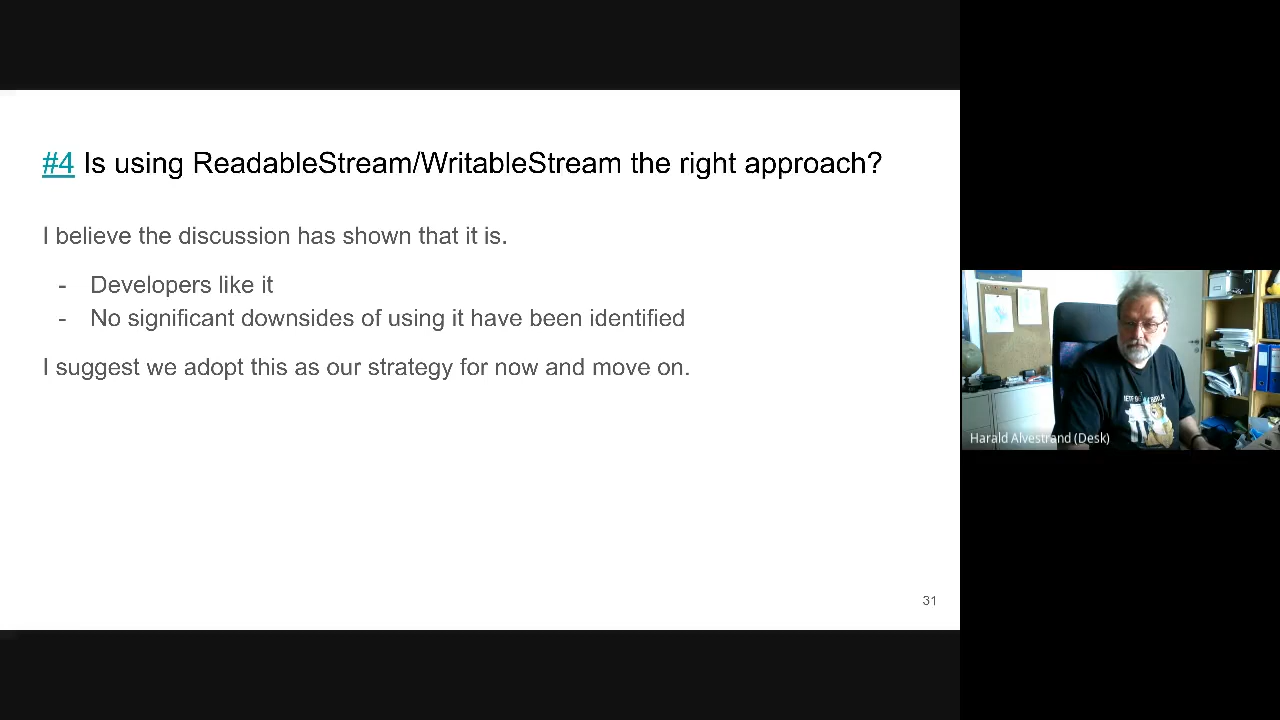 #4 Is using ReadableStream/WritableStream the right approach?
I believe the discussion has shown that it is.
- Developers like it
- No significant downsides of using it have been identified
I suggest we adopt this as our strategy for now and move on.
31
Harald Alvestrand (Desk)